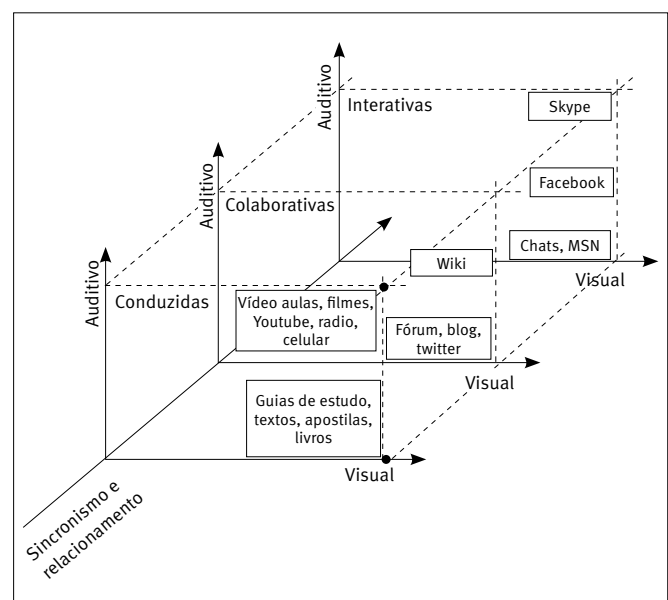 Auditivo
Interativas
Skype
Auditivo
Colaborativas
Facebook
Chats, MSN
Wiki
Visual
Auditivo
Conduzidas
Vídeo aulas, filmes,
Youtube, radio,
celular
Fórum, blog,
twitter
Visual
Guias de estudo,
textos, apostilas,
livros
Visual
Sincronismo e
relacionamento